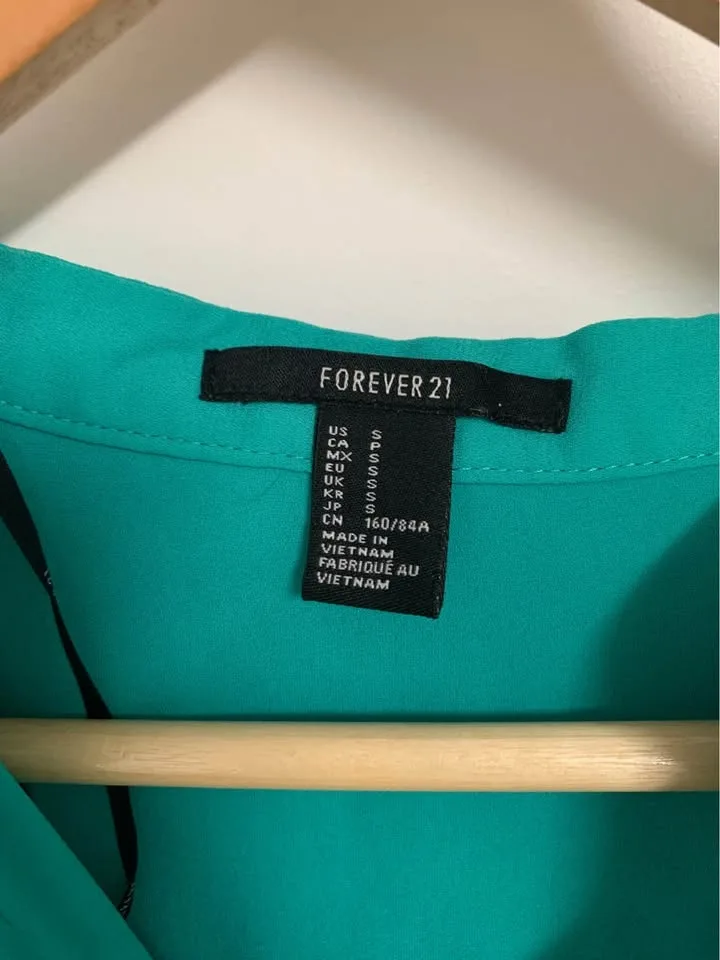 FOREVER 21
US S
CA P
MX S
EU S
UK S
KR S
JP S
CN 160/84A
MADE IN
VIETNAM
FABRIQUÉ AU
VIETNAM